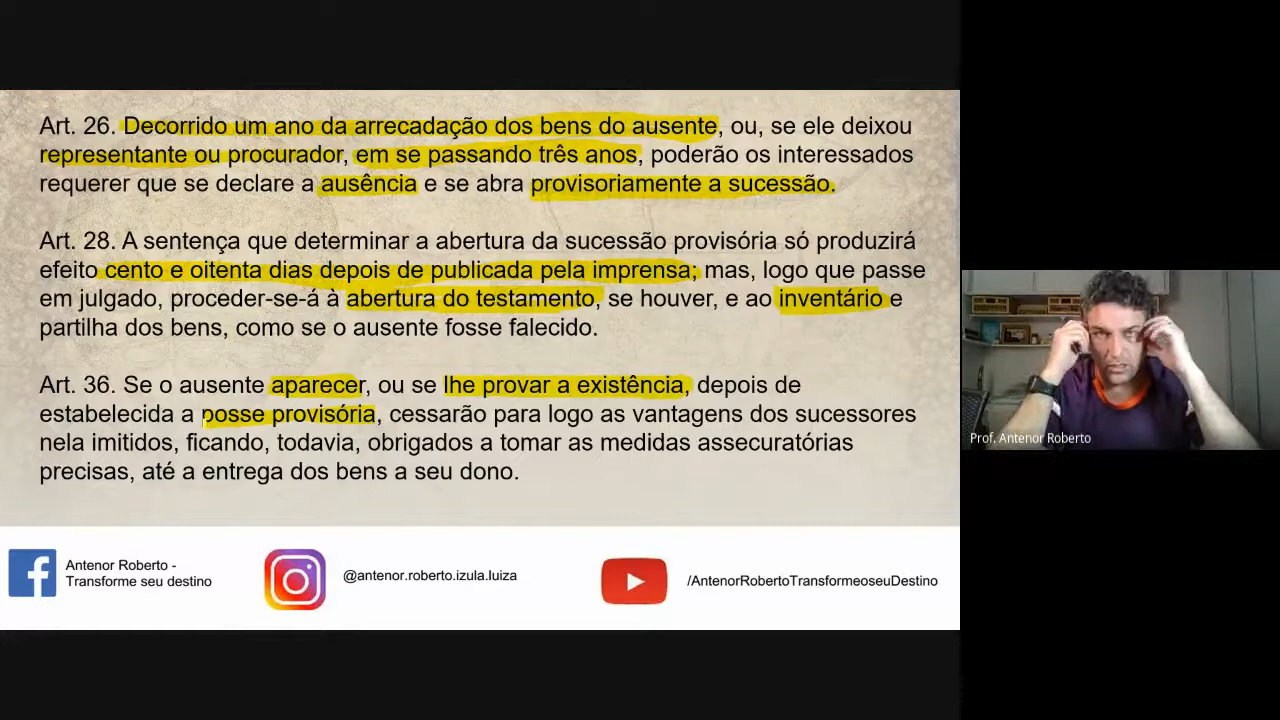 Art. 26. Decorrido um ano da arrecadação dos bens do ausente, ou, se ele deixou
representante ou procurador, em se passando três anos, poderão os interessados
requerer que se declare a ausência e se abra provisoriamente a sucessão.
Art. 28. A sentença que determinar a abertura da sucessão provisória só produzirá
efeito cento e oitenta dias depois de publicada pela imprensa; mas, logo que passe
em julgado, proceder-se-á à abertura do testamento, se houver, e ao inventário e
partilha dos bens, como se o ausente fosse falecido.
Art. 36. Se o ausente aparecer, ou se lhe provar a existência, depois de
estabelecida a posse provisória, cessarão para logo as vantagens dos sucessores
nela imitidos, ficando, todavia, obrigados a tomar as medidas assecuratórias
precisas, até a entrega dos bens a seu dono.
Prof. Antenor Roberto
Antenor Roberto -
Transforme seu destino
@antenor.roberto.izula.luiza
/AntenorRobertoTransformeoseuDestino